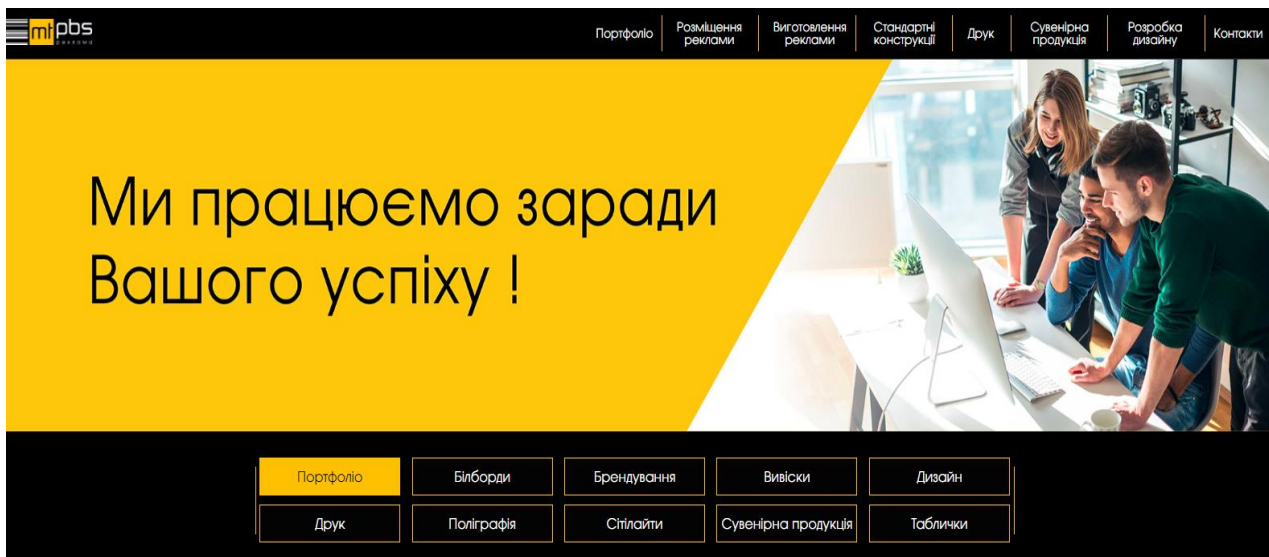 mt pbs
реклама
Портфоліо
Розміщення
реклами
Виготовлення
реклами
Стандартні
конструкції
Друк
Сувенірна
продукція
Розробка
дизайну
Контакти
Ми працюємо заради
Вашого успіху !
Портфоліо
Білборди
Брендування
Вивіски
Дизайн
Друк
Поліграфія
Сітілайти
Сувенірна продукція
Таблички